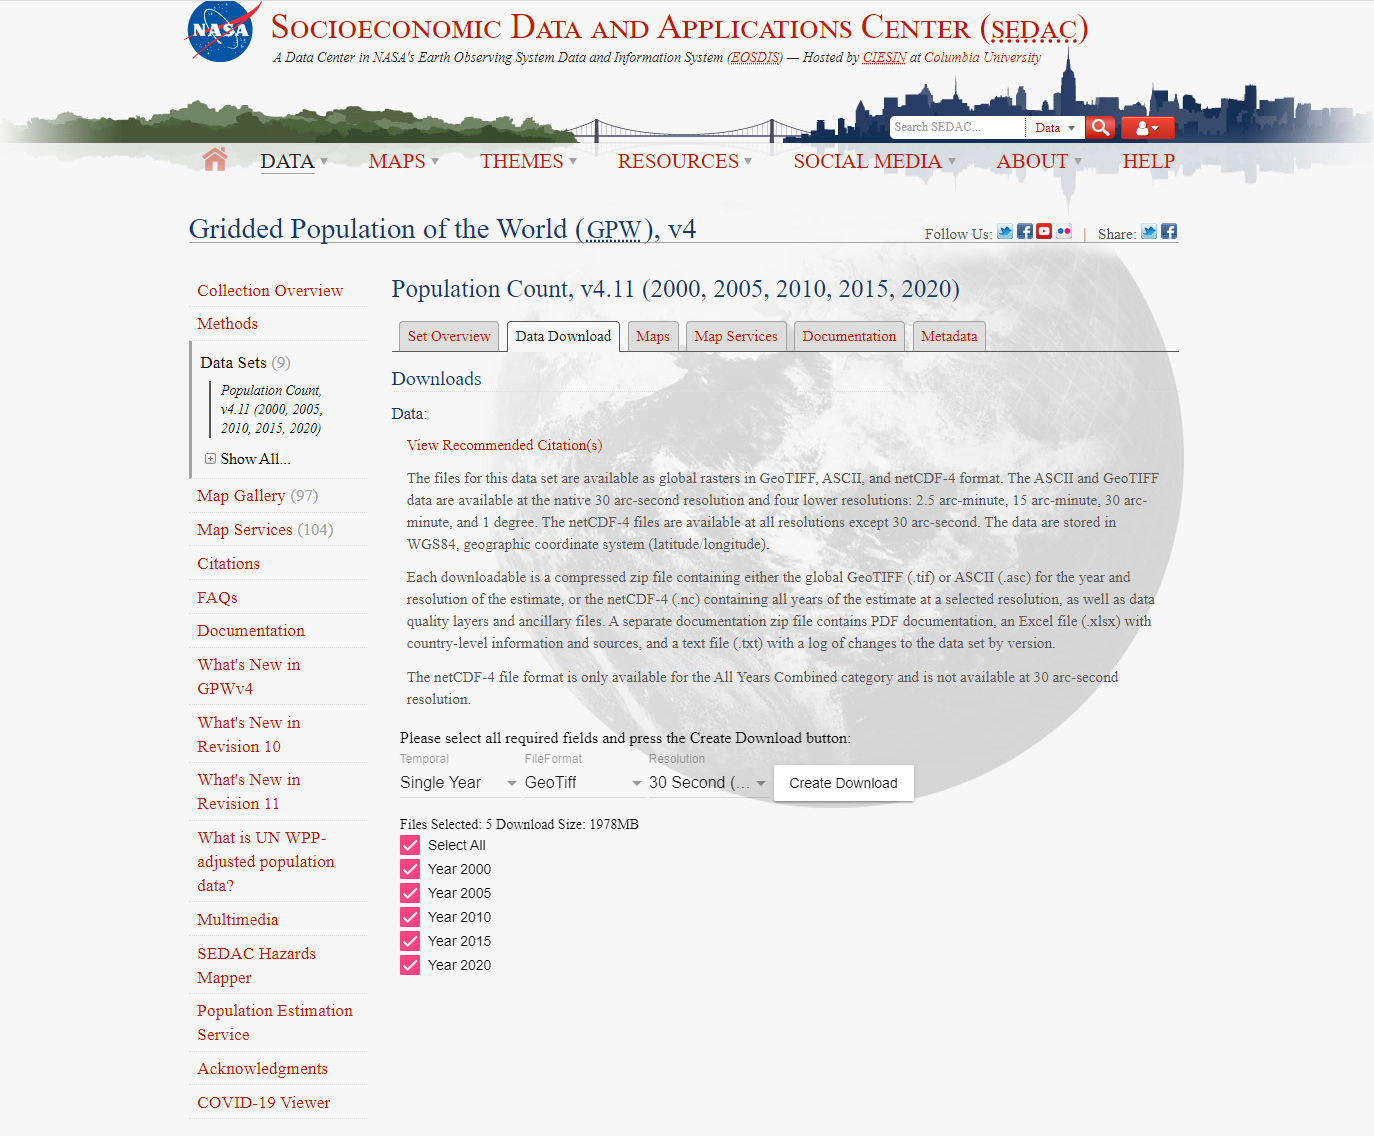 NASA
SOCIOECONOMIC DATA AND APPLICATIONS CENTER (SEDAC)
A Data Center in NASA's Earth Observing System Data and Information System (EOSDIS) — Hosted by CIESIN at Columbia University
Search SEDAC...
Data
DATA
MAPS
THEMES
RESOURCES
SOCIAL MEDIA
ABOUT
HELP
Gridded Population of the World (GPW), v4
Follow Us:
|
Share:
Collection Overview
Methods
Data Sets (9)
Population Count,
v4.11 (2000, 2005,
2010, 2015, 2020)
Show All...
Map Gallery (97)
Map Services (104)
Citations
FAQs
Documentation
What's New in
GPWv4
What's New in
Revision 10
What's New in
Revision 11
What is UN WPP-
adjusted population
data?
Multimedia
SEDAC Hazards
Mapper
Population Estimation
Service
Acknowledgments
COVID-19 Viewer
Population Count, v4.11 (2000, 2005, 2010, 2015, 2020)
Set Overview
Data Download
Maps
Map Services
Documentation
Metadata
Downloads
Data:
View Recommended Citation(s)
The files for this data set are available as global rasters in GeoTIFF, ASCII, and netCDF-4 format. The ASCII and GeoTIFF
data are available at the native 30 arc-second resolution and four lower resolutions: 2.5 arc-minute, 15 arc-minute, 30 arc-
minute, and 1 degree. The netCDF-4 files are available at all resolutions except 30 arc-second. The data are stored in
WGS84, geographic coordinate system (latitude/longitude).
Each downloadable is a compressed zip file containing either the global GeoTIFF (.tif) or ASCII (.asc) for the year and
resolution of the estimate, or the netCDF-4 (.nc) containing all years of the estimate at a selected resolution, as well as data
quality layers and ancillary files. A separate documentation zip file contains PDF documentation, an Excel file (.xlsx) with
country-level information and sources, and a text file (.txt) with a log of changes to the data set by version.
The netCDF-4 file format is only available for the All Years Combined category and is not available at 30 arc-second
resolution.
Please select all required fields and press the Create Download button:
Temporal
FileFormat
Resolution
Single Year
GeoTiff
30 Second (...
Create Download
Files Selected: 5 Download Size: 1978MB
Select All
Year 2000
Year 2005
Year 2010
Year 2015
Year 2020